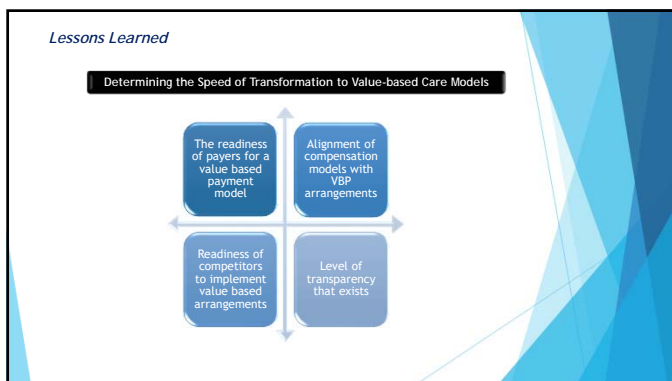 Lessons Learned
Determining the Speed of Transformation to Value-based Care Models
The readiness
of payers for a
value based
payment
model
Alignment of
compensation
models with
VBP
arrangements
Readiness of
competitors
to implement
value based
arrangements
Level of
transparency
that exists